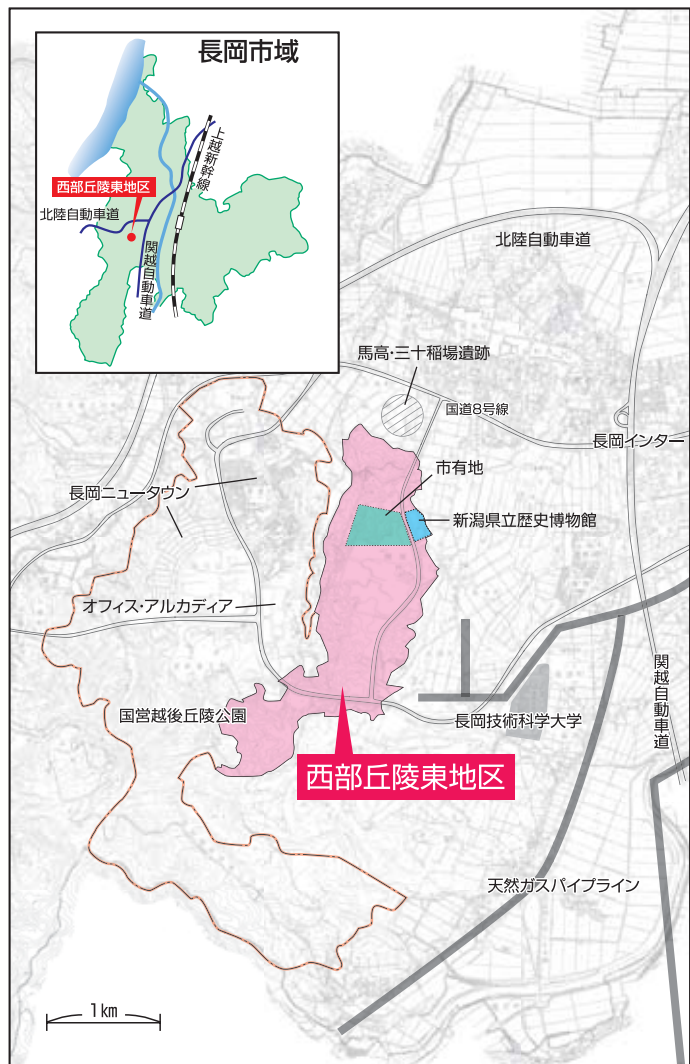 長岡市域
上越新幹線
西部丘陵東地区
北陸自動車道
関越自動車道
北陸自動車道
馬高・三十稲場遺跡
国道8号線
長岡インター
市有地
長岡ニュータウン
新潟県立歴史博物館
オフィス・アルカディア
関越自動車道
国営越後丘陵公園
長岡技術科学大学
西部丘陵東地区
天然ガスパイプライン
1km